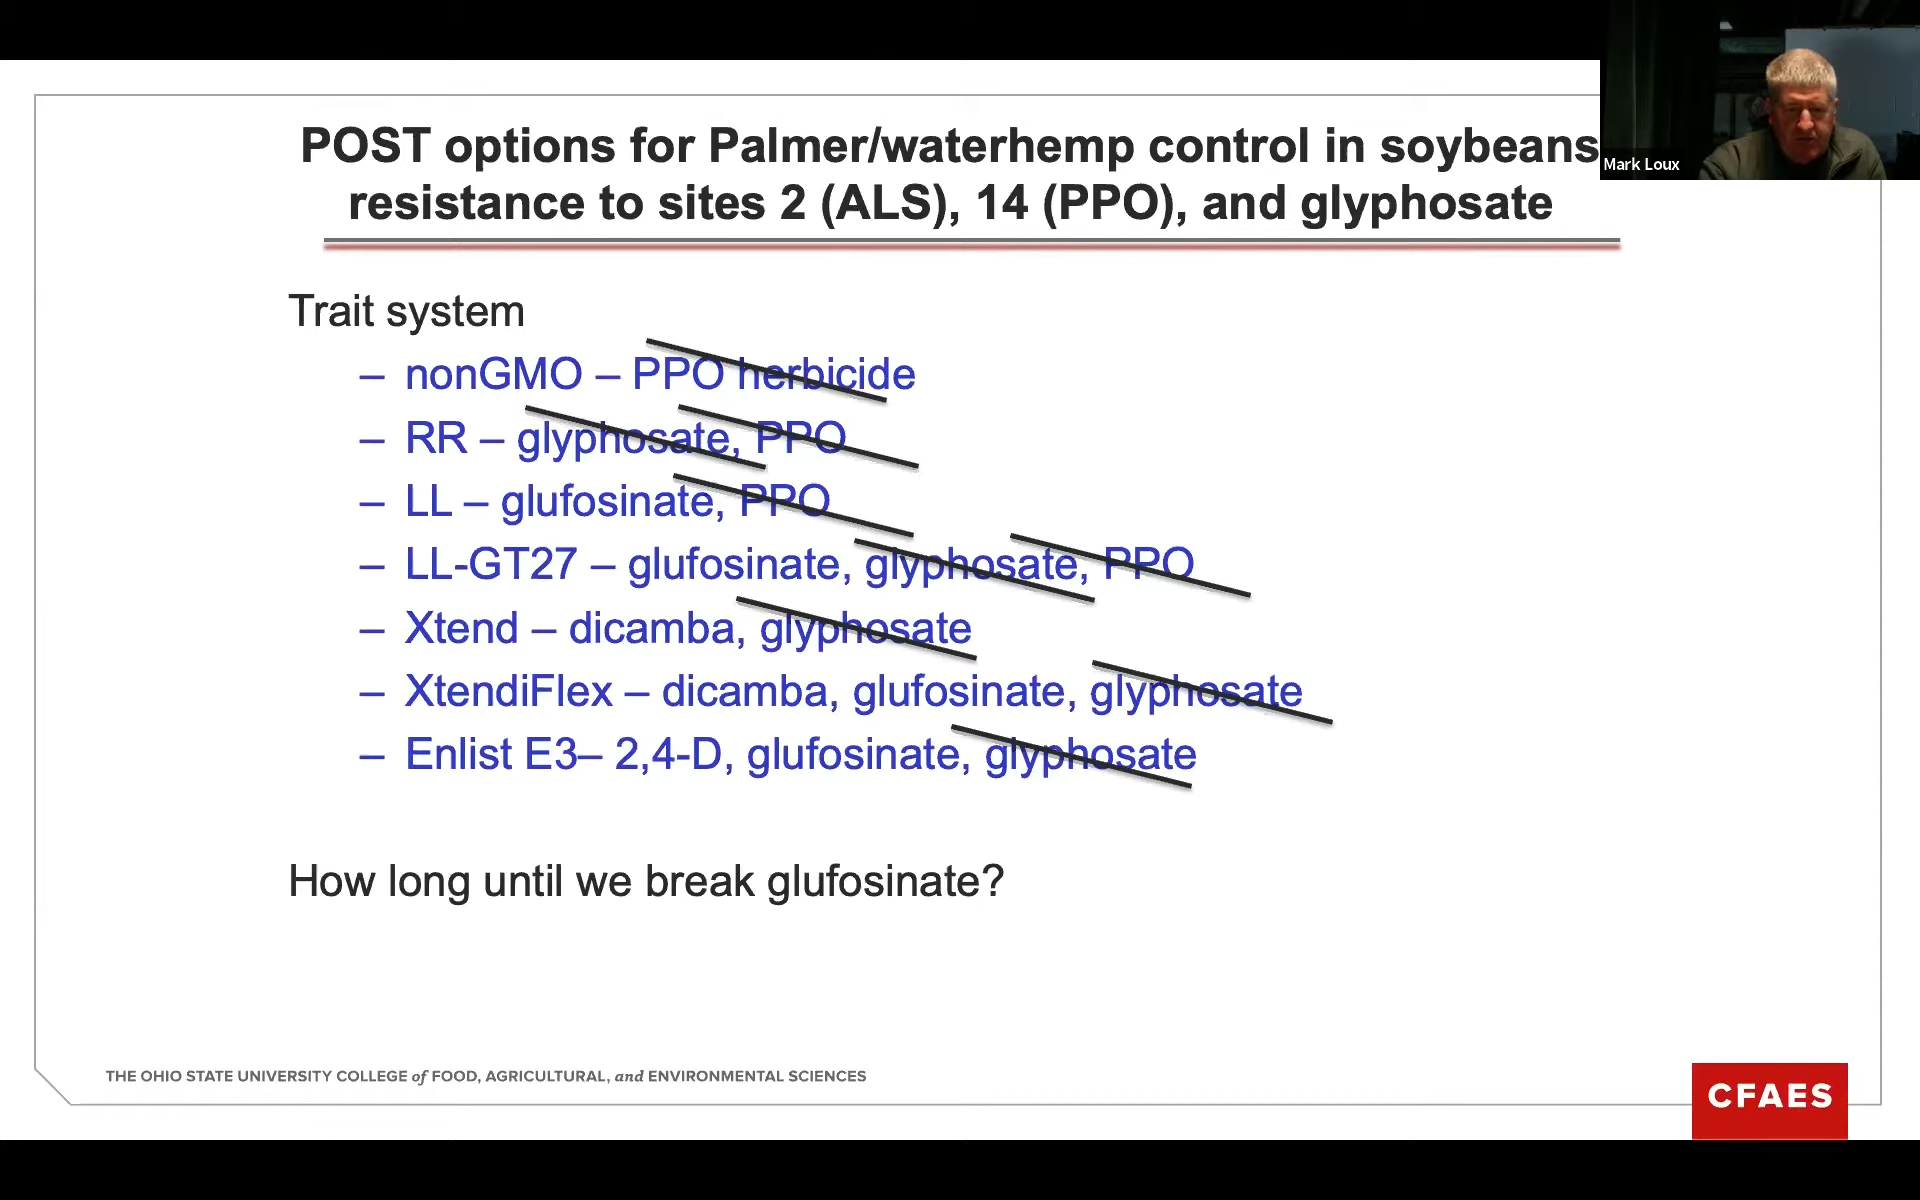 POST options for Palmer/waterhemp control in soybeans
resistance to sites 2 (ALS), 14 (PPO), and glyphosate
Mark Loux
Trait system
– nonGMO – PPO herbicide
– RR – glyphosate, PPO
– LL – glufosinate, PPO
– LL-GT27 – glufosinate, glyphosate, PPO
– Xtend – dicamba, glyphosate
– XtendiFlex – dicamba, glufosinate, glyphosate
– Enlist E3– 2,4-D, glufosinate, glyphosate
How long until we break glufosinate?
THE OHIO STATE UNIVERSITY COLLEGE of FOOD, AGRICULTURAL, and ENVIRONMENTAL SCIENCES
CFAES